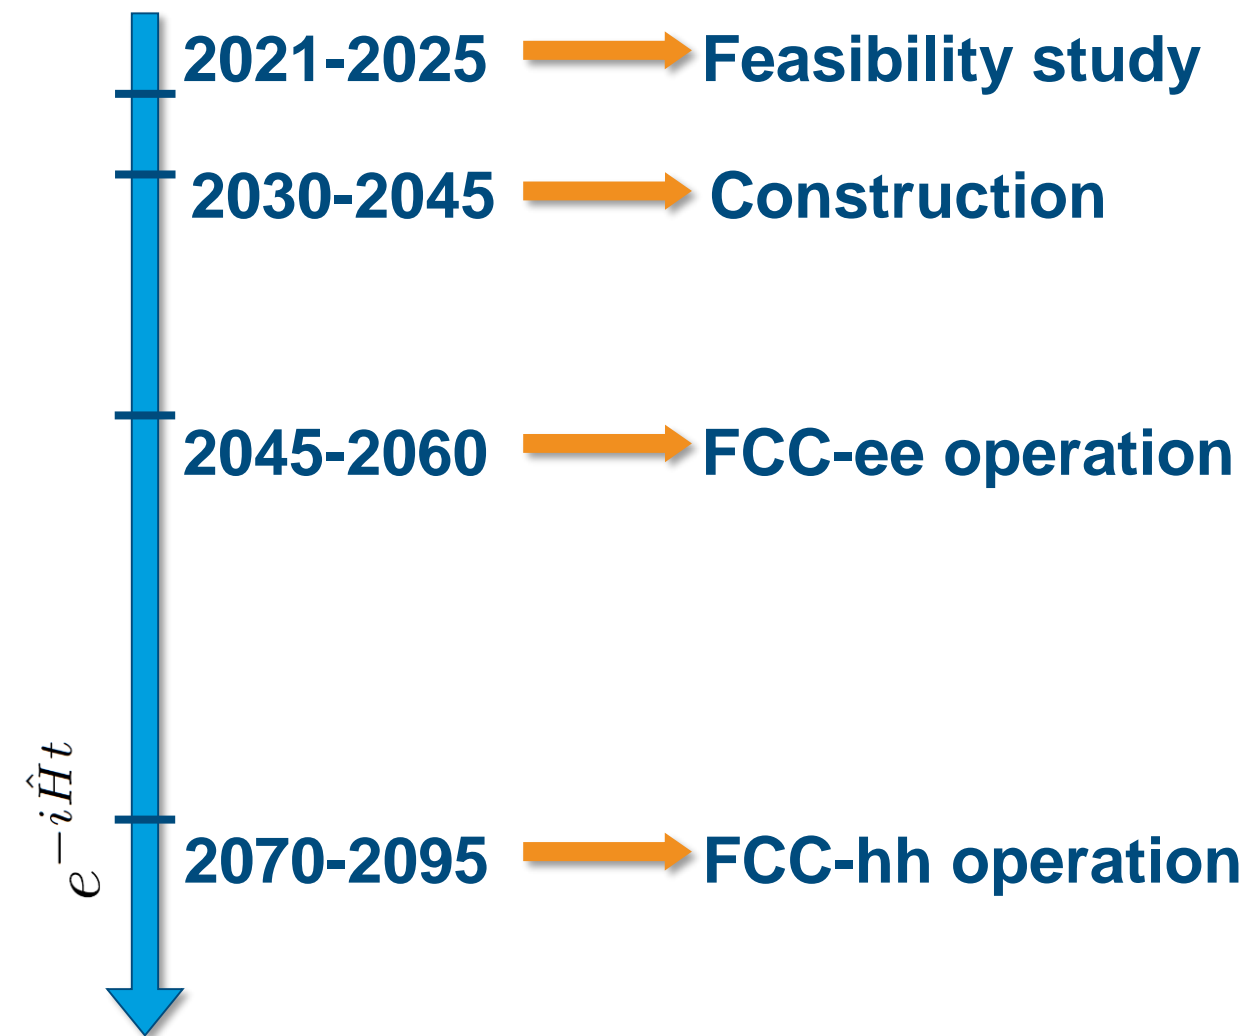 2021-2025 Feasibility study
2030-2045 Construction
2045-2060 FCC-ee operation
2070-2095 FCC-hh operation
e^{-iĤt}